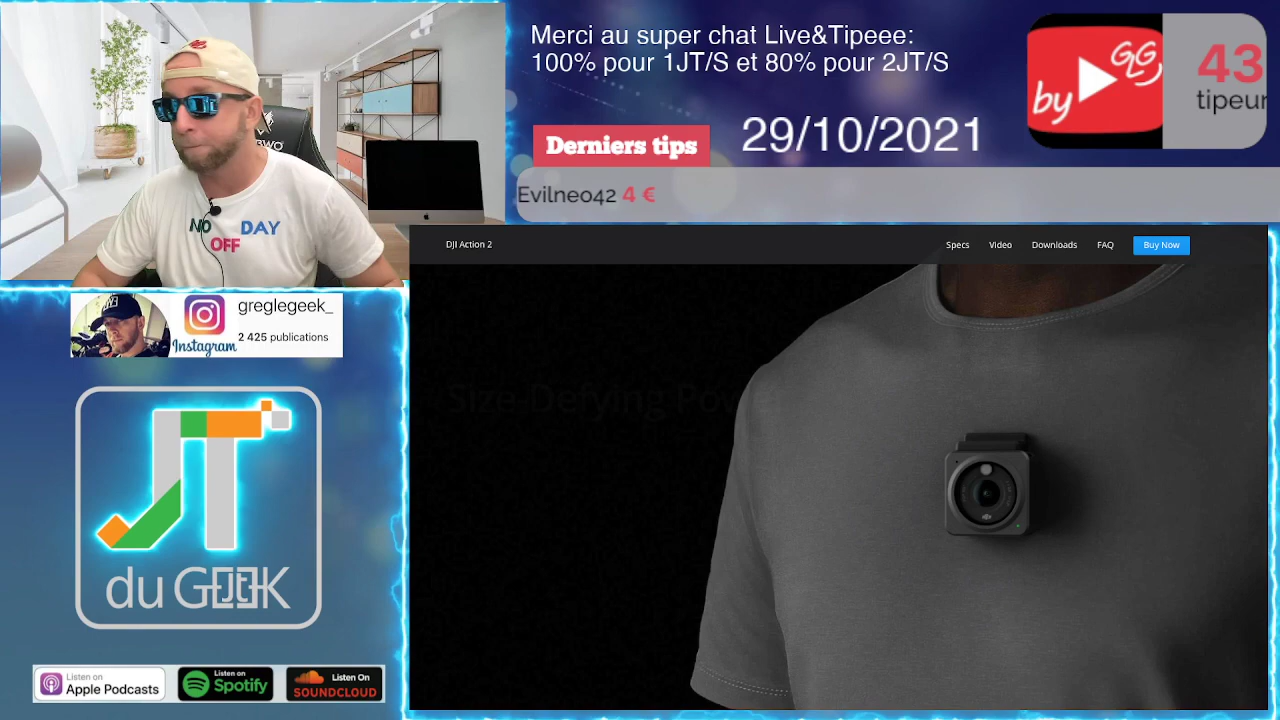 Merci au super chat Live&Tipeee:
100% pour 1JT/S et 80% pour 2JT/S
by GLG
43
tipeur
Derniers tips
29/10/2021
Evilneo42 4 €
NO DAY
OFF
DJI Action 2
Specs
Video
Downloads
FAQ
Buy Now
greglegeek_
Instagram
2 425 publications
Size-Defying Power
JT
du GEEK
Listen on
Apple Podcasts
Listen on
Spotify
Listen On
SOUNDCLOUD